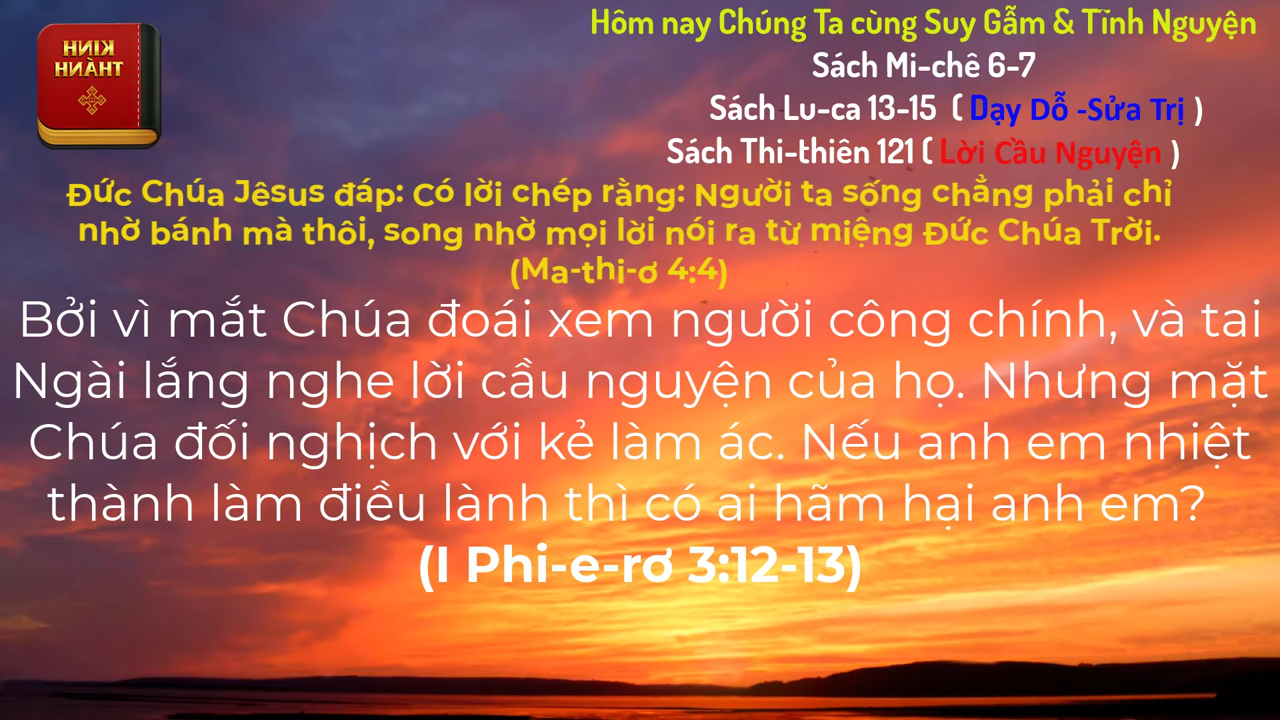 KINH
THÀNH
Hôm nay Chúng Ta cùng Suy Gẫm & Tĩnh Nguyện
Sách Mi-chê 6-7
Sách Lu-ca 13-15 ( Dạy Dỗ -Sửa Trị )
Sách Thi-thiên 121 ( Lời Cầu Nguyện )
Đức Chúa Jêsus đáp: Có lời chép rằng: Người ta sống chẳng phải chỉ
nhờ bánh mà thôi, song nhờ mọi lời nói ra từ miệng Đức Chúa Trời.
(Ma-thi-ơ 4:4)
Bởi vì mắt Chúa đoái xem người công chính, và tai
Ngài lắng nghe lời cầu nguyện của họ. Nhưng mặt
Chúa đối nghịch với kẻ làm ác. Nếu anh em nhiệt
thành làm điều lành thì có ai hãm hại anh em?
(I Phi-e-rơ 3:12-13)